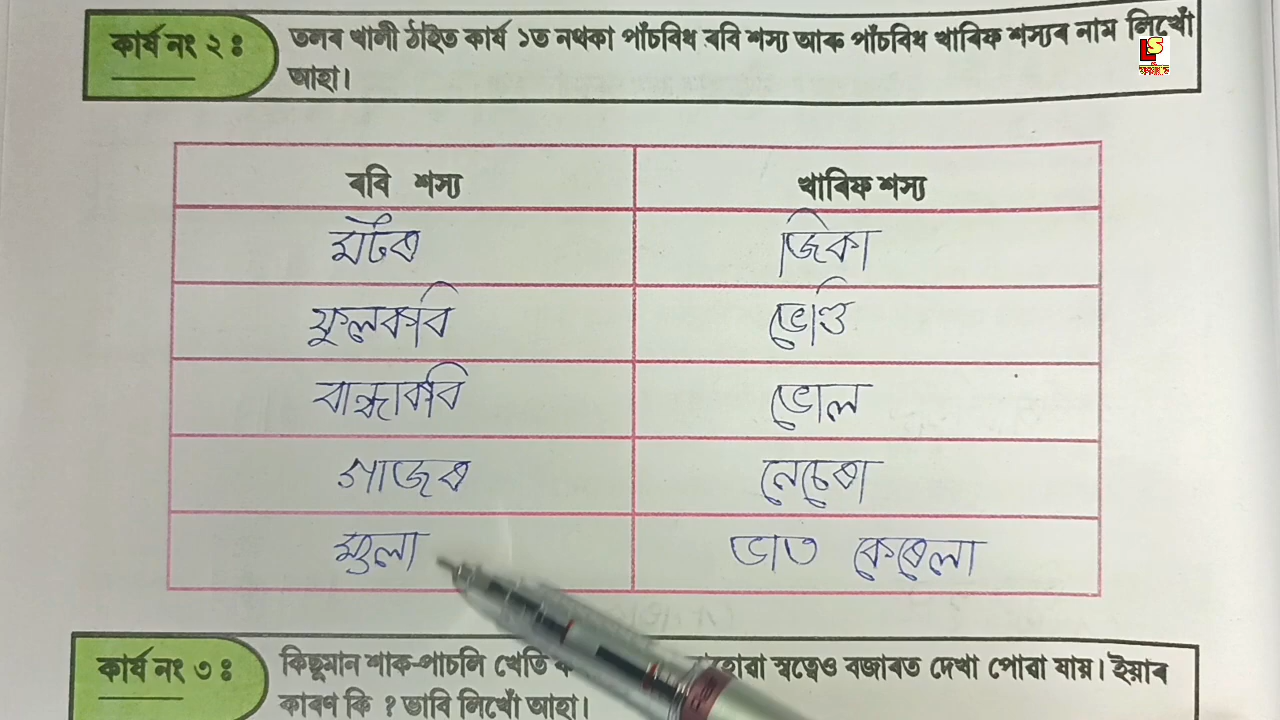 কাৰ্য নং ২ ঃ
তলৰ খালী ঠাইত কাৰ্য ১ত নথকা পাঁচবিধ ৰবি শস্য আৰু পাঁচবিধ খাৰিফ শস্যৰ নাম লিখোঁ
আহা।
LS
ৰবি শস্য খাৰিফ শস্য
মটৰ জিকা
ফুলকবি ভেণ্ডি
বান্ধাকবি ভোল
গাজৰ লেচেৰা
মূলা ভাত কেৰেলা
কাৰ্য নং ৩ ঃ
কিছুমান শাক-পাচলি খেতি স্বত্বেও বজাৰত দেখা পোৱা যায়। ইয়াৰ
কাৰণ কি ? ভাবি লিখোঁ আহা।